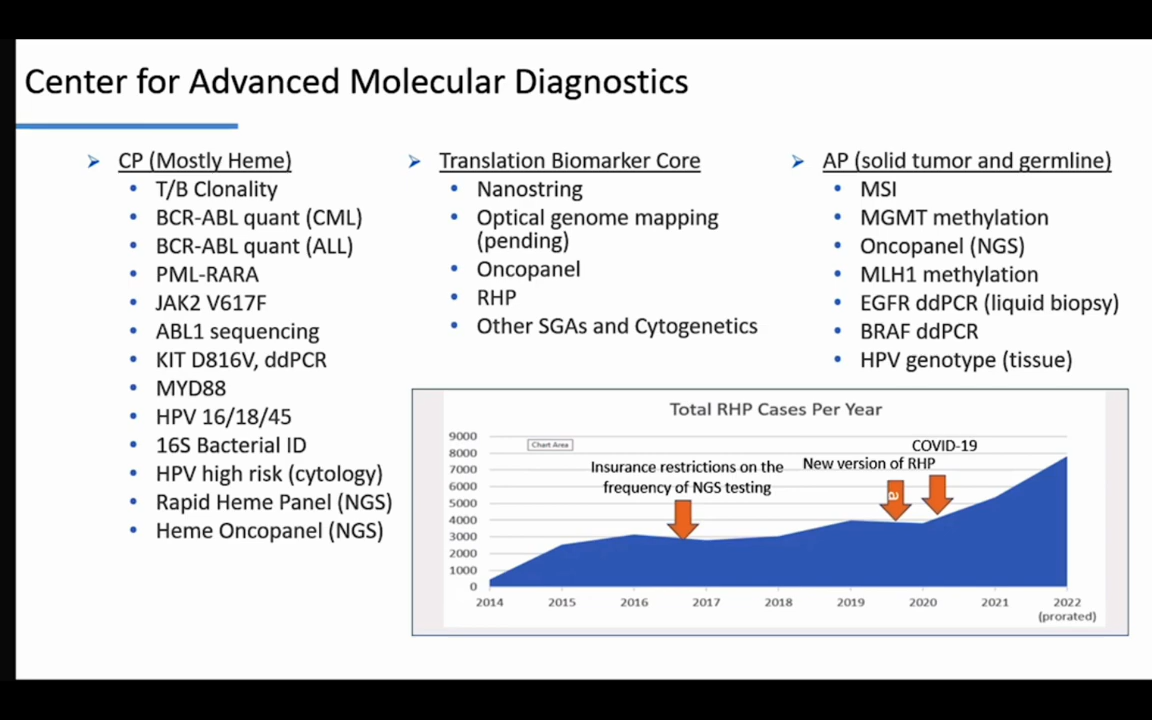 Center for Advanced Molecular Diagnostics
CP (Mostly Heme)
T/B Clonality
BCR-ABL quant (CML)
BCR-ABL quant (ALL)
PML-RARA
JAK2 V617F
ABL1 sequencing
KIT D816V, ddPCR
MYD88
HPV 16/18/45
16S Bacterial ID
HPV high risk (cytology)
Rapid Heme Panel (NGS)
Heme Oncopanel (NGS)
Translation Biomarker Core
Nanostring
Optical genome mapping
(pending)
Oncopanel
RHP
Other SGAs and Cytogenetics
AP (solid tumor and germline)
MSI
MGMT methylation
Oncopanel (NGS)
MLH1 methylation
EGFR ddPCR (liquid biopsy)
BRAF ddPCR
HPV genotype (tissue)
Total RHP Cases Per Year
9000
8000
7000
6000
5000
4000
3000
2000
1000
0
Chart Area
Insurance restrictions on the
frequency of NGS testing
New version of RHP
COVID-19
a
2014 2015 2016 2017 2018 2019 2020 2021 2022
(prorated)